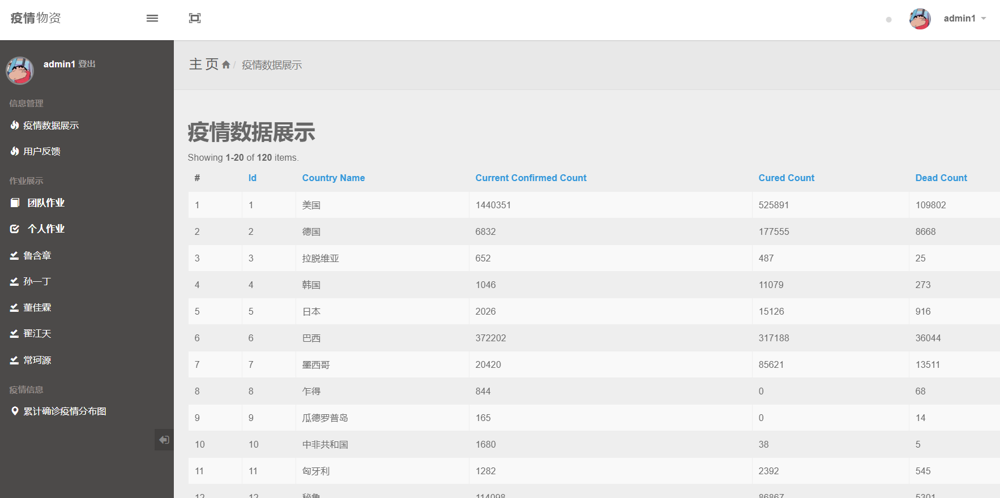 疫情物资
admin1
admin1 登出
信息管理
疫情数据展示
用户反馈
作业展示
团队作业
个人作业
鲁含章
孙一丁
董佳霖
翟江天
常珂源
疫情信息
累计确诊疫情分布图
主 页 / 疫情数据展示
疫情数据展示
Showing 1-20 of 120 items.
# Id Country Name Current Confirmed Count Cured Count Dead Count
1 1 美国 1440351 525891 109802
2 2 德国 6832 177555 8668
3 3 拉脱维亚 652 487 25
4 4 韩国 1046 11079 273
5 5 日本 2026 15126 916
6 6 巴西 372202 317188 36044
7 7 墨西哥 20420 85621 13511
8 8 乍得 844 0 68
9 9 瓜德罗普岛 165 0 14
10 10 中非共和国 1680 38 5
11 11 匈牙利 1282 2392 545
12 12 秘鲁 114098 86867 5301